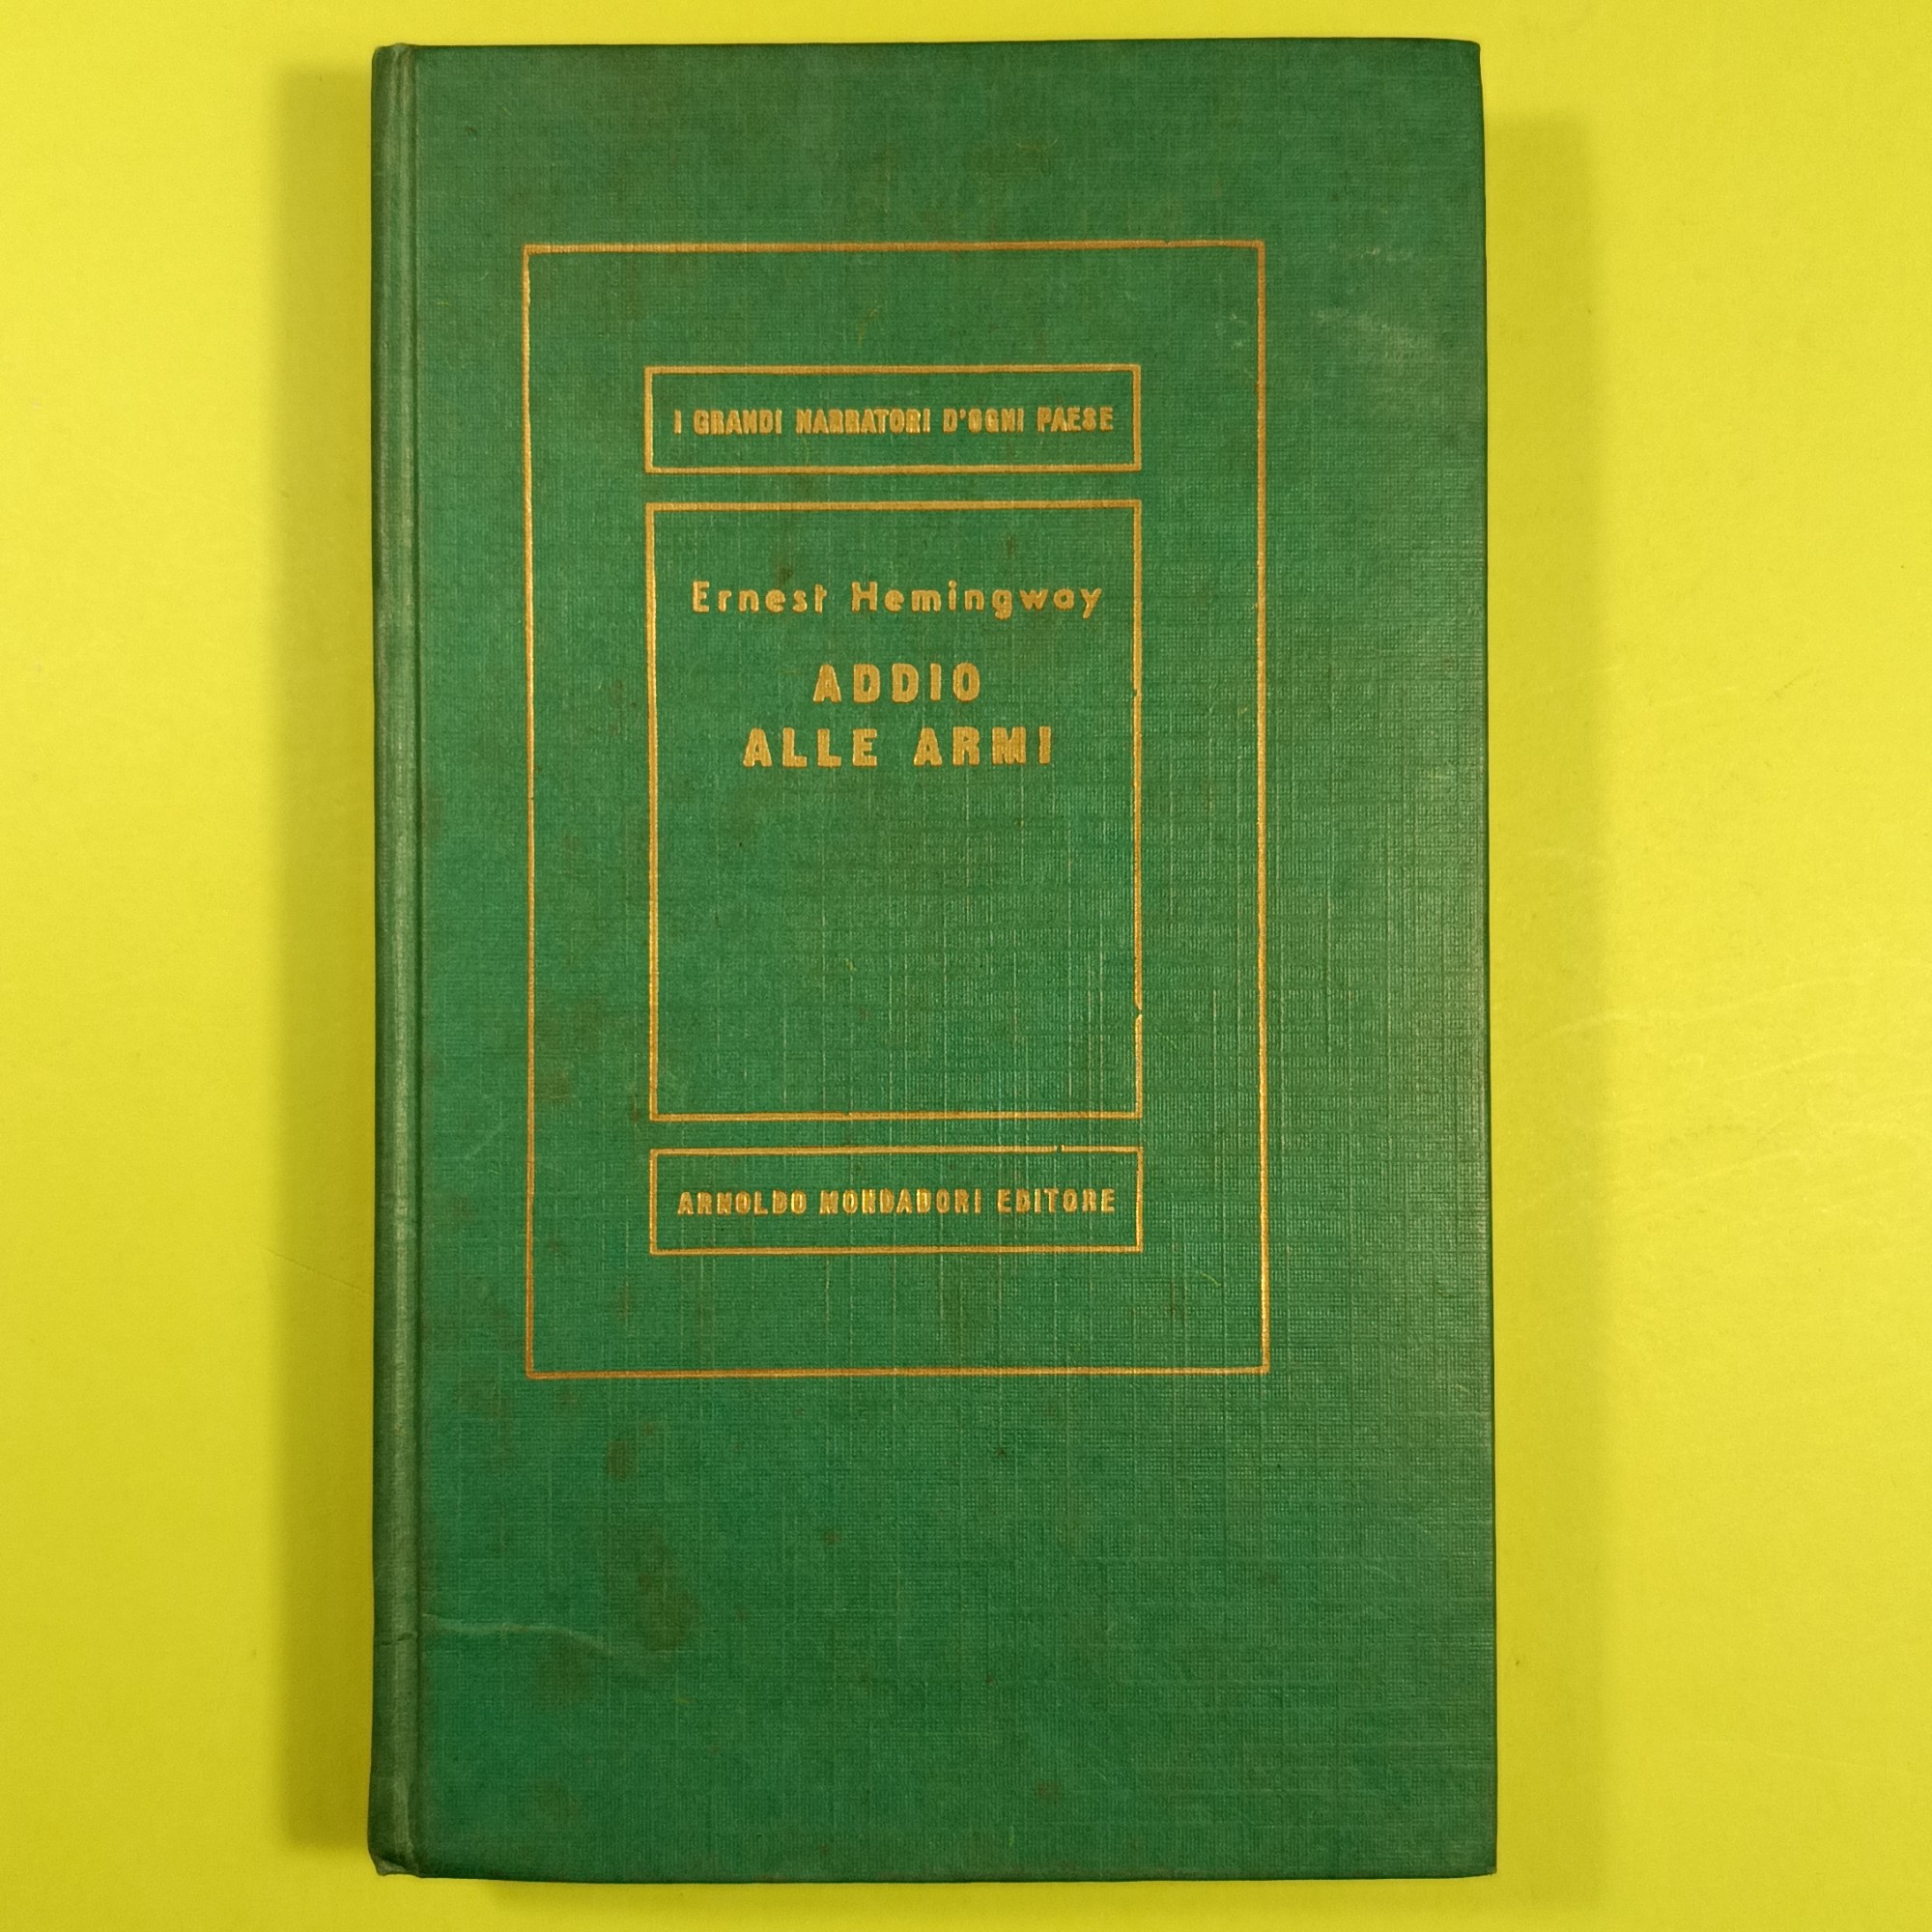 I GRANDI NARRATORI D'OGNI PAESE
Ernest Hemingway
ADDIO
ALLE ARMI
ARNOLDO MONDADORI EDITORE